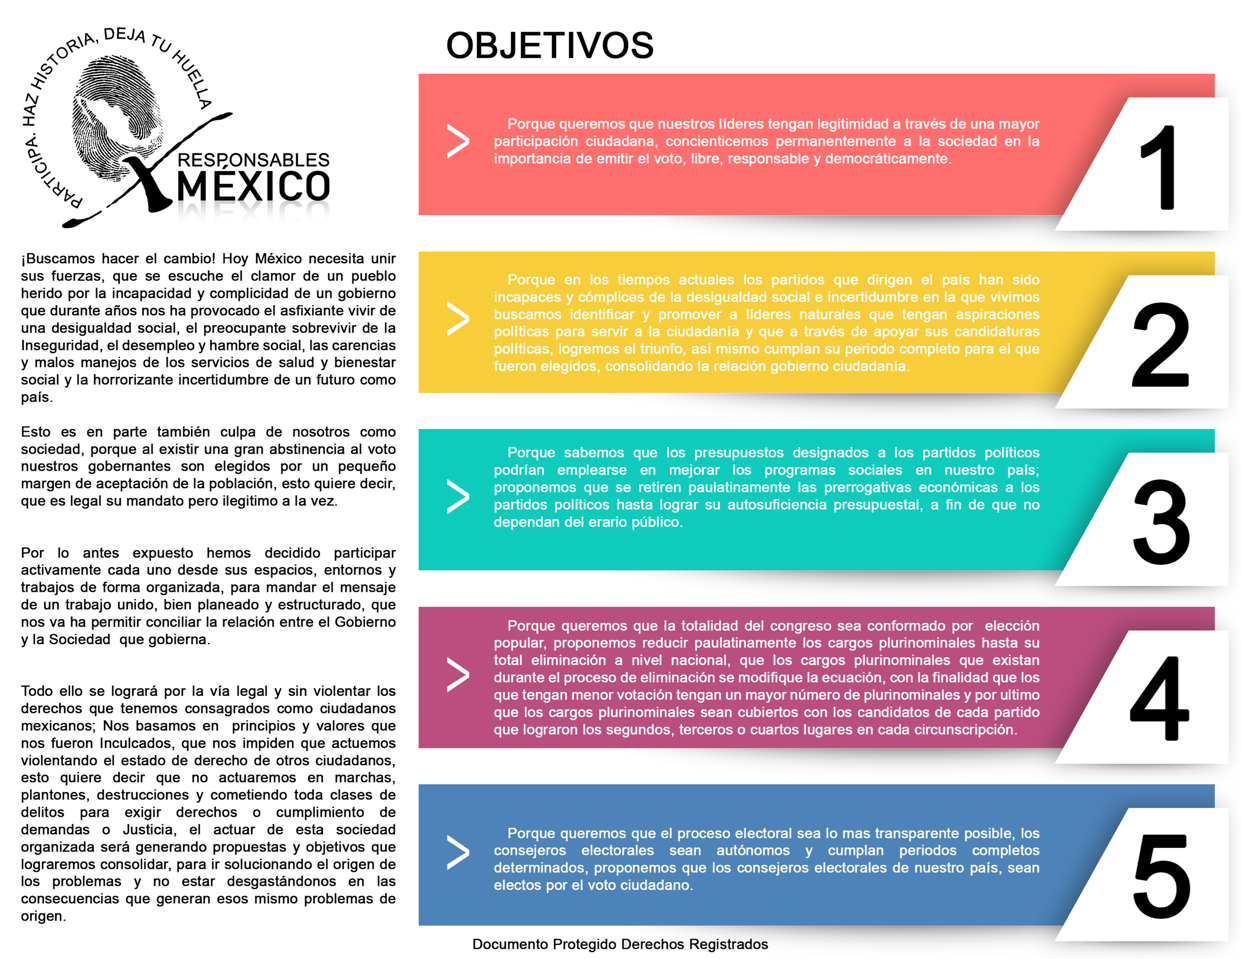 PARTICIPA. HAZ HISTORIA, DEJA TU HUELLA
RESPONSABLES
MEXICO
¡Buscamos hacer el cambio! Hoy México necesita unir
sus fuerzas, que se escuche el clamor de un pueblo
herido por la incapacidad y complicidad de un gobierno
que durante años nos ha provocado el asfixiante vivir de
una desigualdad social, el preocupante sobrevivir de la
Inseguridad, el desempleo y hambre social, las carencias
y malos manejos de los servicios de salud y bienestar
social y la horrorizante incertidumbre de un futuro como
país.
Esto es en parte también culpa de nosotros como
sociedad, porque al existir una gran abstinencia al voto
nuestros gobernantes son elegidos por un pequeño
margen de aceptación de la población, esto quiere decir,
que es legal su mandato pero ilegitimo a la vez.
Por lo antes expuesto hemos decidido participar
activamente cada uno desde sus espacios, entornos y
trabajos de forma organizada, para mandar el mensaje
de un trabajo unido, bien planeado y estructurado, que
nos va ha permitir conciliar la relación entre el Gobierno
y la Sociedad que gobierna.
Todo ello se logrará por la vía legal y sin violentar los
derechos que tenemos consagrados como ciudadanos
mexicanos; Nos basamos en principios y valores que
nos fueron Inculcados, que nos impiden que actuemos
violentando el estado de derecho de otros ciudadanos,
esto quiere decir que no actuaremos en marchas,
plantones, destrucciones y cometiendo toda clases de
delitos para exigir derechos o cumplimiento de
demandas o Justicia, el actuar de esta sociedad
organizada será generando propuestas y objetivos que
lograremos consolidar, para ir solucionando el origen de
los problemas y no estar desgastándonos en las
consecuencias que generan esos mismo problemas de
origen.
OBJETIVOS
Porque queremos que nuestros líderes tengan legitimidad a través de una mayor
participación ciudadana, concienticemos permanentemente a la sociedad en la
importancia de emitir el voto, libre, responsable y democráticamente.
1
Porque en los tiempos actuales los partidos que dirigen el país han sido
incapaces y cómplices de la desigualdad social e incertidumbre en la que vivimos
buscamos identificar y promover a líderes naturales que tengan aspiraciones
políticas para servir a la ciudadanía y que a través de apoyar sus candidaturas
políticas, logremos el triunfo, así mismo cumplan su periodo completo para el que
fueron elegidos, consolidando la relación gobierno ciudadanía.
2
Porque sabemos que los presupuestos designados a los partidos políticos
podrían emplearse en mejorar los programas sociales en nuestro país;
proponemos que se retiren paulatinamente las prerrogativas económicas a los
partidos políticos hasta lograr su autosuficiencia presupuestal, a fin de que no
dependan del erario público.
3
Porque queremos que la totalidad del congreso sea conformado por elección
popular, proponemos reducir paulatinamente los cargos plurinominales hasta su
total eliminación a nivel nacional, que los cargos plurinominales que existan
durante el proceso de eliminación se modifique la ecuación, con la finalidad que los
que tengan menor votación tengan un mayor número de plurinominales y por ultimo
que los cargos plurinominales sean cubiertos con los candidatos de cada partido
que lograron los segundos, terceros o cuartos lugares en cada circunscripción.
4
Porque queremos que el proceso electoral sea lo mas transparente posible, los
consejeros electorales sean autónomos y cumplan periodos completos
determinados, proponemos que los consejeros electorales de nuestro país, sean
electos por el voto ciudadano.
5
Documento Protegido Derechos Registrados